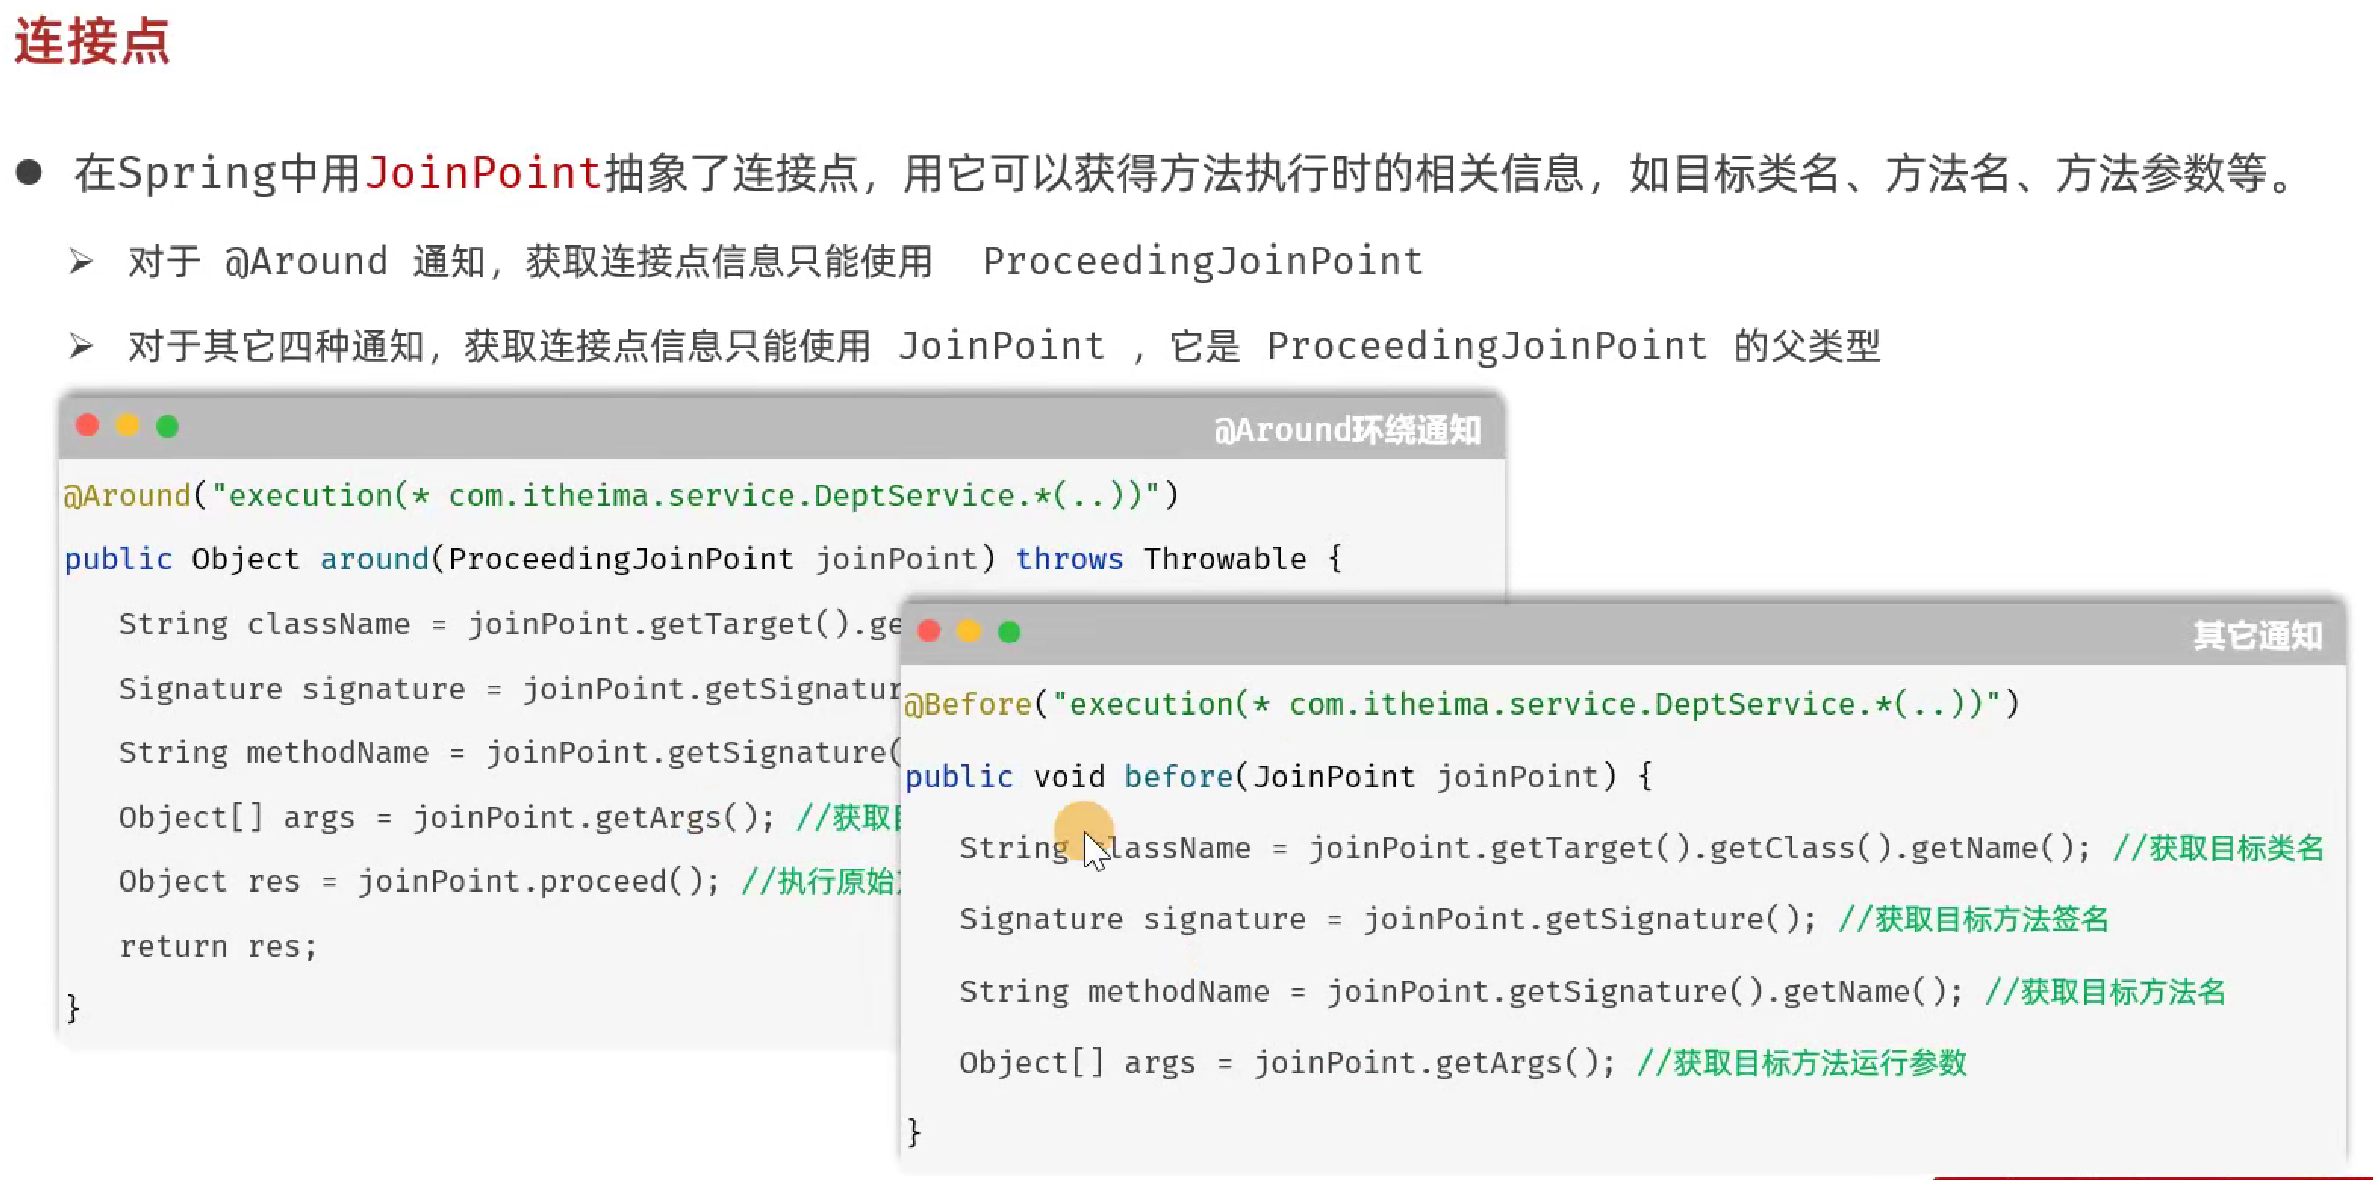 连接点
● 在Spring中用JoinPoint抽象了连接点，用它可以获得方法执行时的相关信息，如目标类名、方法名、方法参数等。
➢ 对于 @Around 通知，获取连接点信息只能使用 ProceedingJoinPoint
➢ 对于其它四种通知，获取连接点信息只能使用 JoinPoint ，它是 ProceedingJoinPoint 的父类型
@Around环绕通知
@Around("execution(* com.itheima.service.DeptService.*(..))")
public Object around(ProceedingJoinPoint joinPoint) throws Throwable {
String className = joinPoint.getTarget().ge
Signature signature = joinPoint.getSignatur
String methodName = joinPoint.getSignature(
Object[] args = joinPoint.getArgs(); //获取
Object res = joinPoint.proceed(); //执行原始
return res;
}
其它通知
@Before("execution(* com.itheima.service.DeptService.*(..))")
public void before(JoinPoint joinPoint) {
String className = joinPoint.getTarget().getClass().getName(); //获取目标类名
Signature signature = joinPoint.getSignature(); //获取目标方法签名
String methodName = joinPoint.getSignature().getName(); //获取目标方法名
Object[] args = joinPoint.getArgs(); //获取目标方法运行参数
}